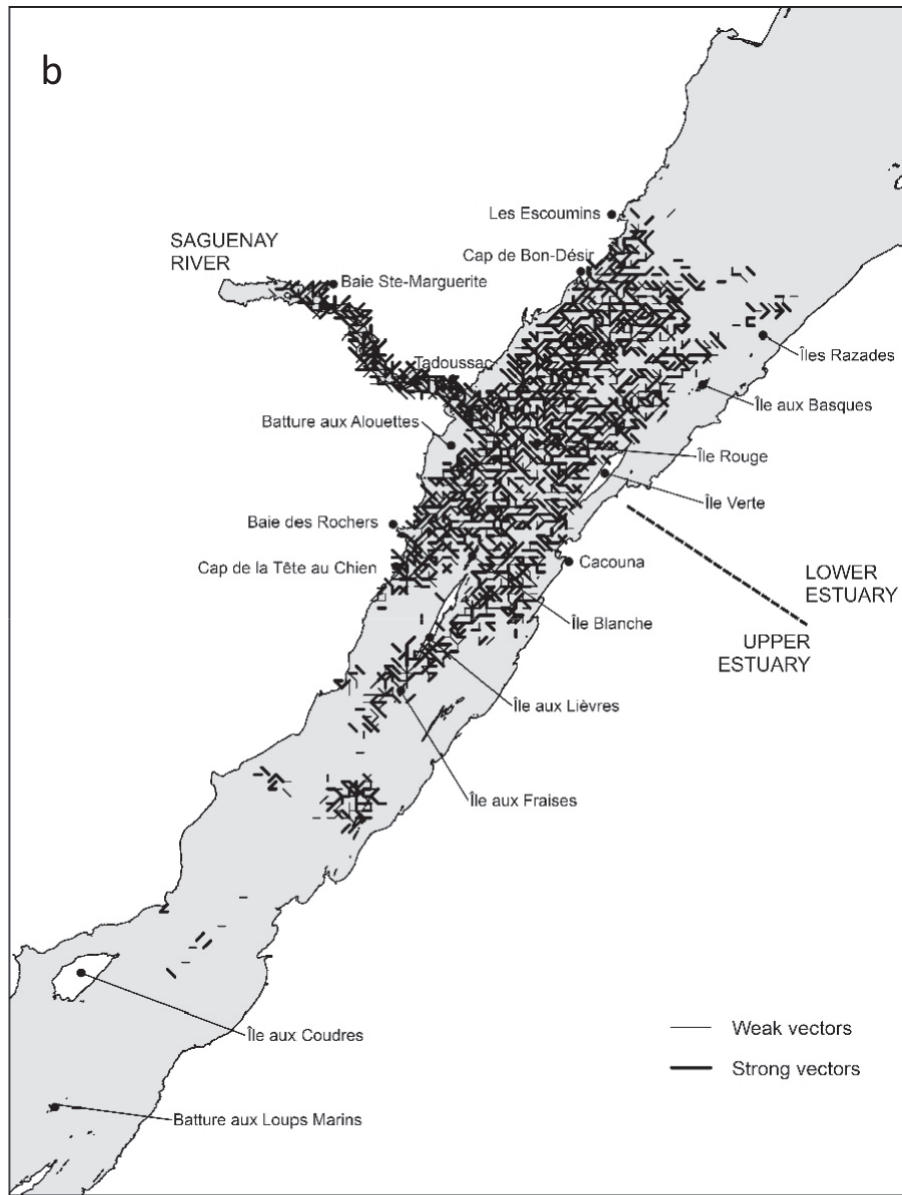 b
Les Escoumins
SAGUENAY
RIVER
Cap de Bon-Désir
Baie Ste-Marguerite
Îles Razades
Tadoussac
Île aux Basques
Batture aux Alouettes
Île Rouge
Île Verte
Baie des Rochers
Cacouna
Cap de la Tête au Chien
LOWER
ESTUARY
Île Blanche
UPPER
ESTUARY
Île aux Lièvres
Île aux Fraises
Île aux Coudres
Weak vectors
Strong vectors
Batture aux Loups Marins